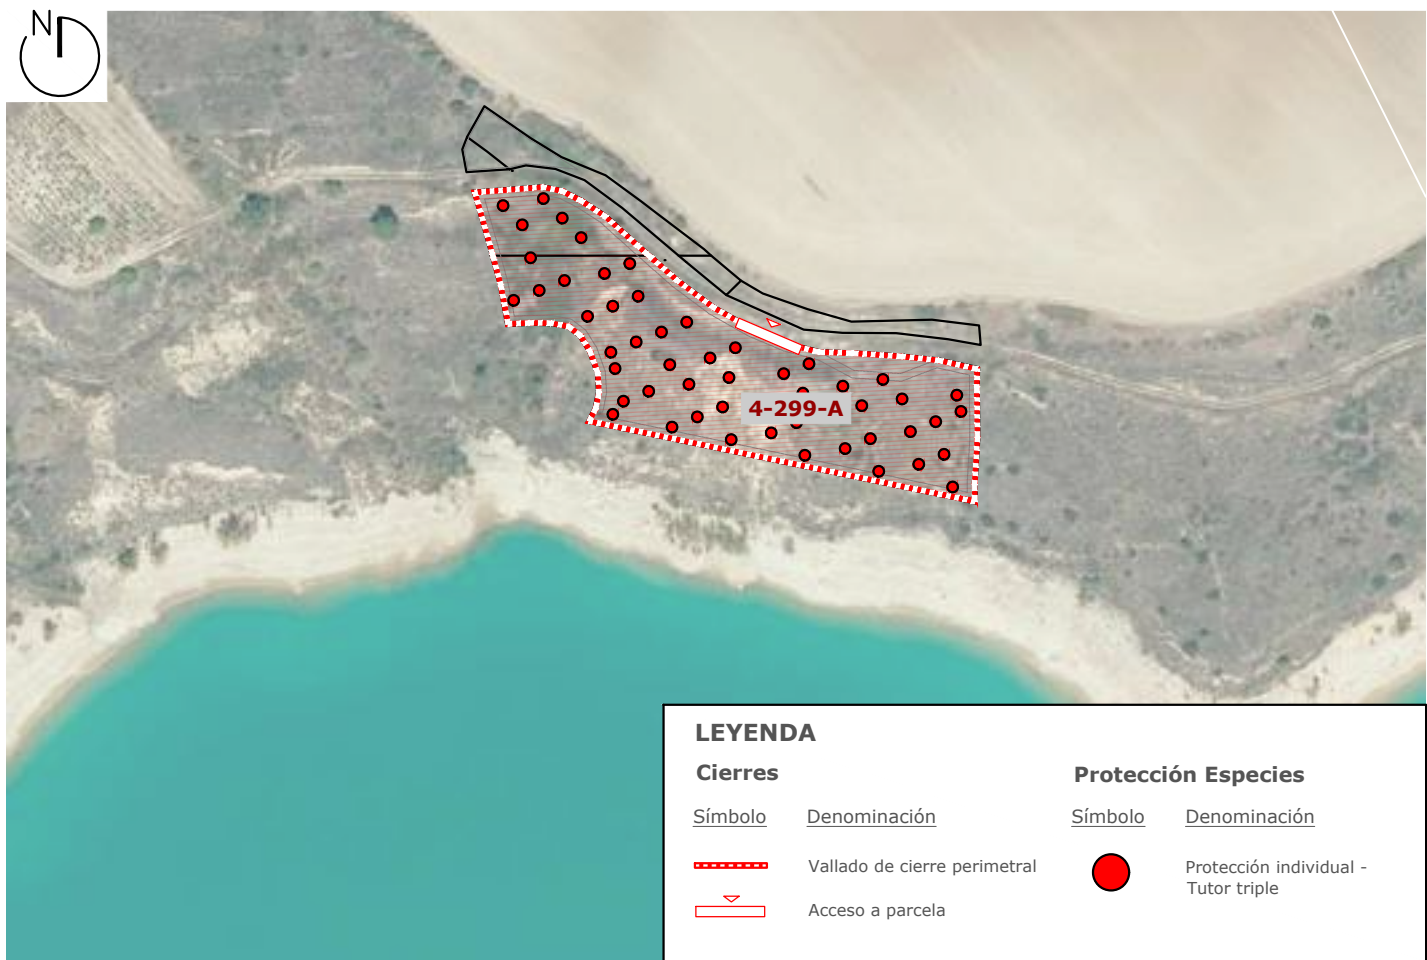 N
4-299-A
LEYENDA
Cierres
Protección Especies
Símbolo Denominación
Símbolo Denominación
Vallado de cierre perimetral
Protección individual -
Tutor triple
Acceso a parcela